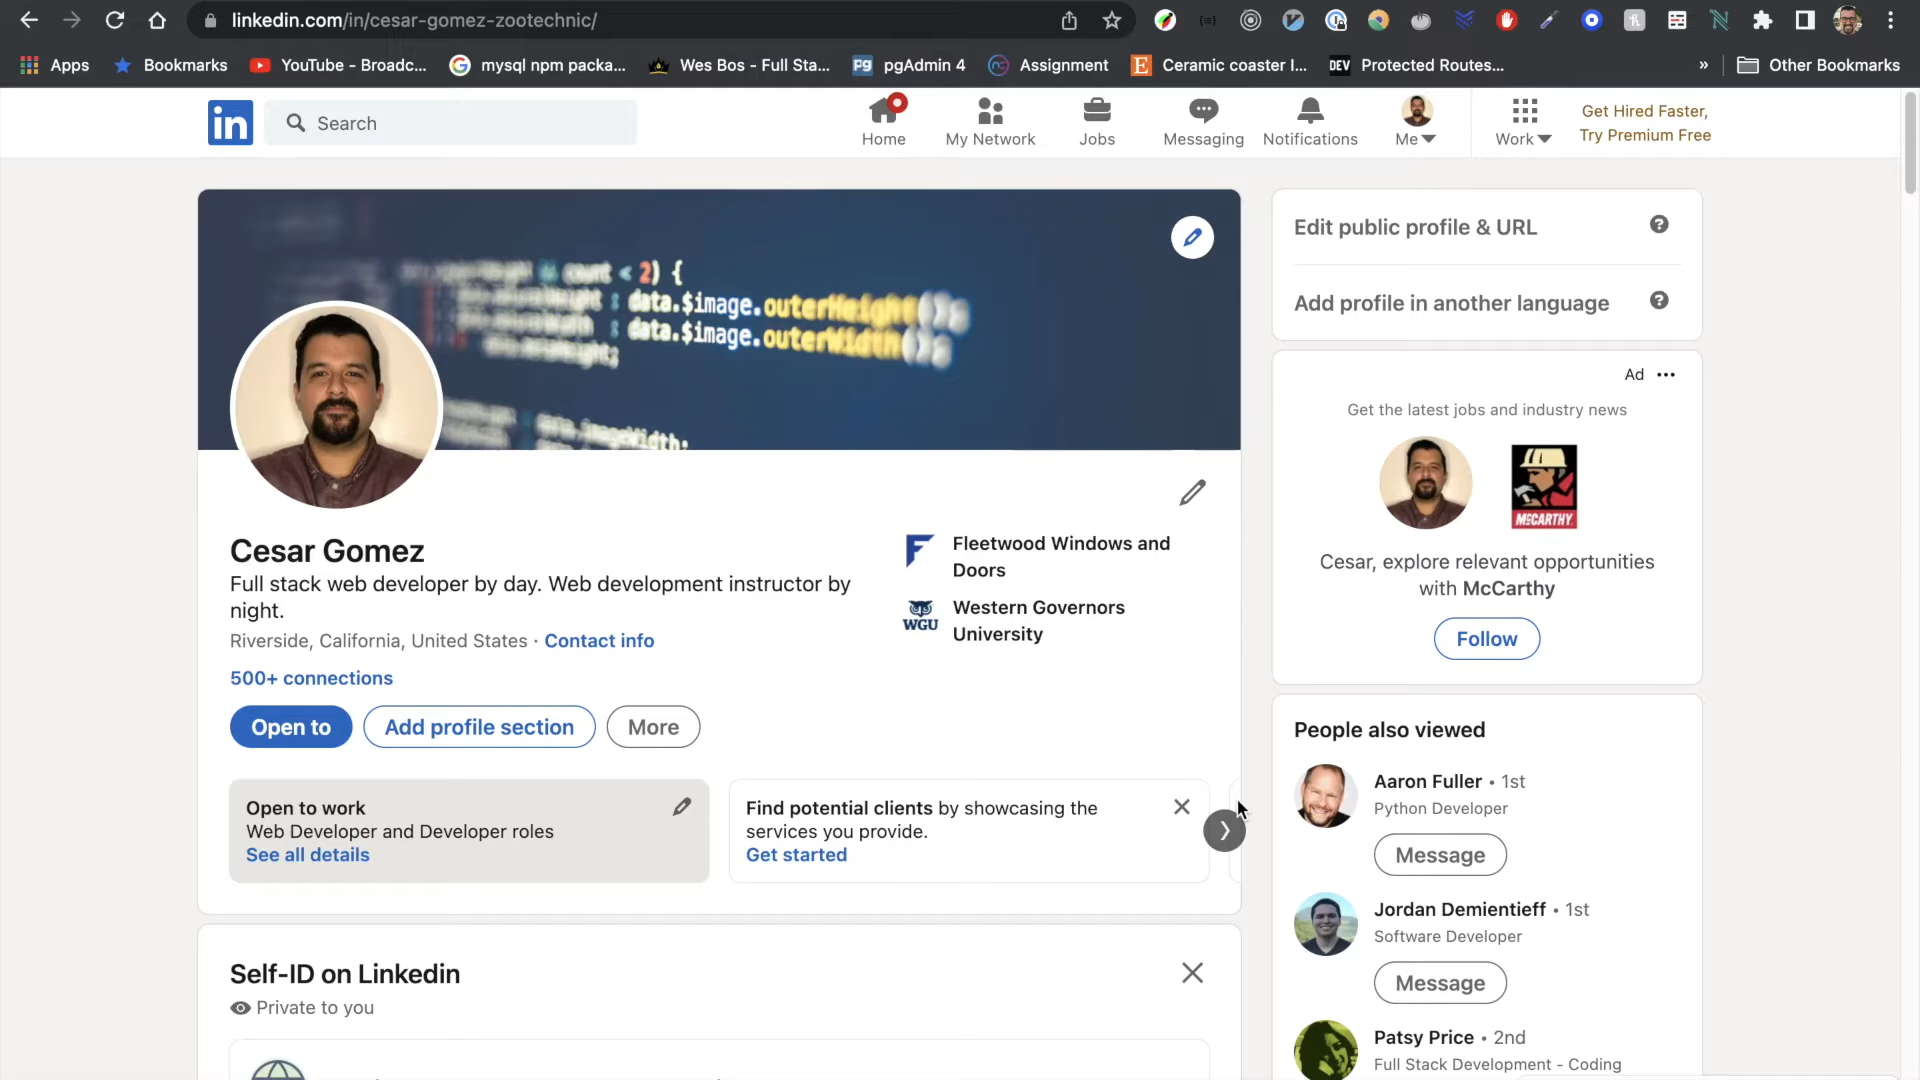 linkedin.com/in/cesar-gomez-zootechnic/
Apps
Bookmarks
YouTube - Broadc...
mysql npm packa...
Wes Bos - Full Sta...
pgAdmin 4
Assignment
Ceramic coaster I...
DEV
Protected Routes...
»
Other Bookmarks
in
Search
Home
My Network
Jobs
Messaging
Notifications
Me
Work
Get Hired Faster,
Try Premium Free
count < 2) {
data.$image.outerHeight
data.$image.outerWidth
Cesar Gomez
Full stack web developer by day. Web development instructor by
night.
Riverside, California, United States · Contact info
500+ connections
Open to
Add profile section
More
Fleetwood Windows and
Doors
WGU
Western Governors
University
Open to work
Web Developer and Developer roles
See all details
Find potential clients by showcasing the
services you provide.
Get started
Self-ID on Linkedin
Private to you
Edit public profile & URL
Add profile in another language
Ad
Get the latest jobs and industry news
McCARTHY
Cesar, explore relevant opportunities
with McCarthy
Follow
People also viewed
Aaron Fuller • 1st
Python Developer
Message
Jordan Demientieff • 1st
Software Developer
Message
Patsy Price • 2nd
Full Stack Development - Coding